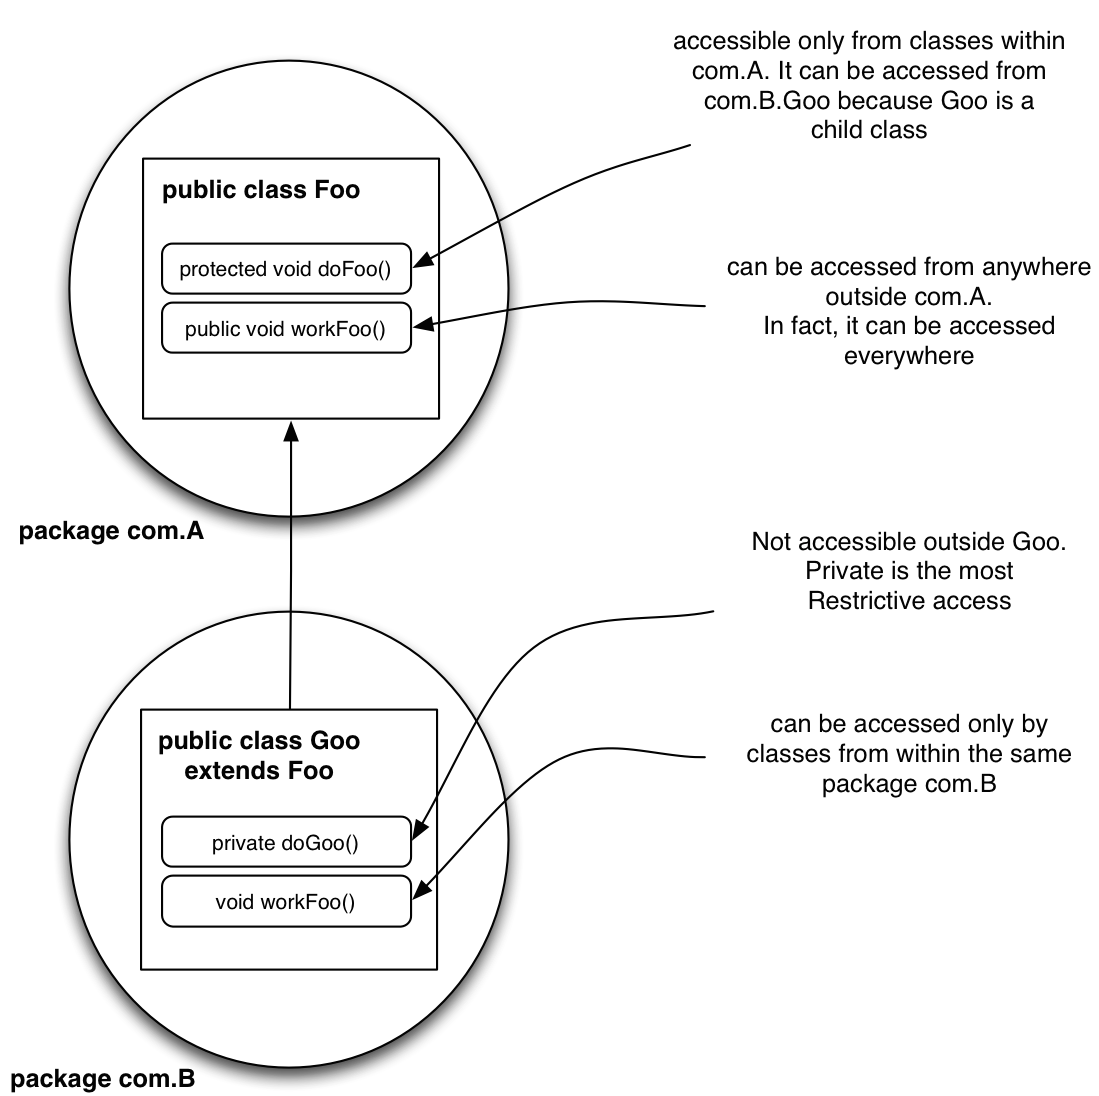 accessible only from classes within
com.A. It can be accessed from
com.B.Goo because Goo is a
child class
public class Foo
protected void doFoo()
public void workFoo()
can be accessed from anywhere
outside com.A.
In fact, it can be accessed
everywhere
package com.A
Not accessible outside Goo.
Private is the most
Restrictive access
public class Goo
extends Foo
private doGoo()
void workFoo()
can be accessed only by
classes from within the same
package com.B
package com.B